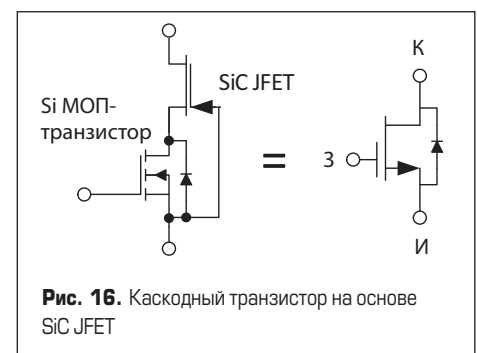 К
SiC JFET
Si МОП-
транзистор
=
З
И
Рис. 16. Каскодный транзистор на основе
SiC JFET